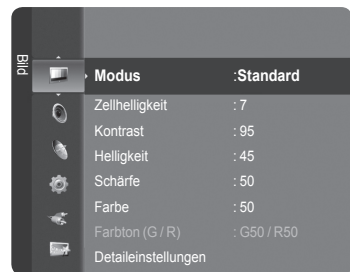 Bild
Modus :Standard
Zellhelligkeit : 7
Kontrast : 95
Helligkeit : 45
Schärfe : 50
Farbe : 50
Farbton (G / R) : G50 / R50
Detaileinstellungen